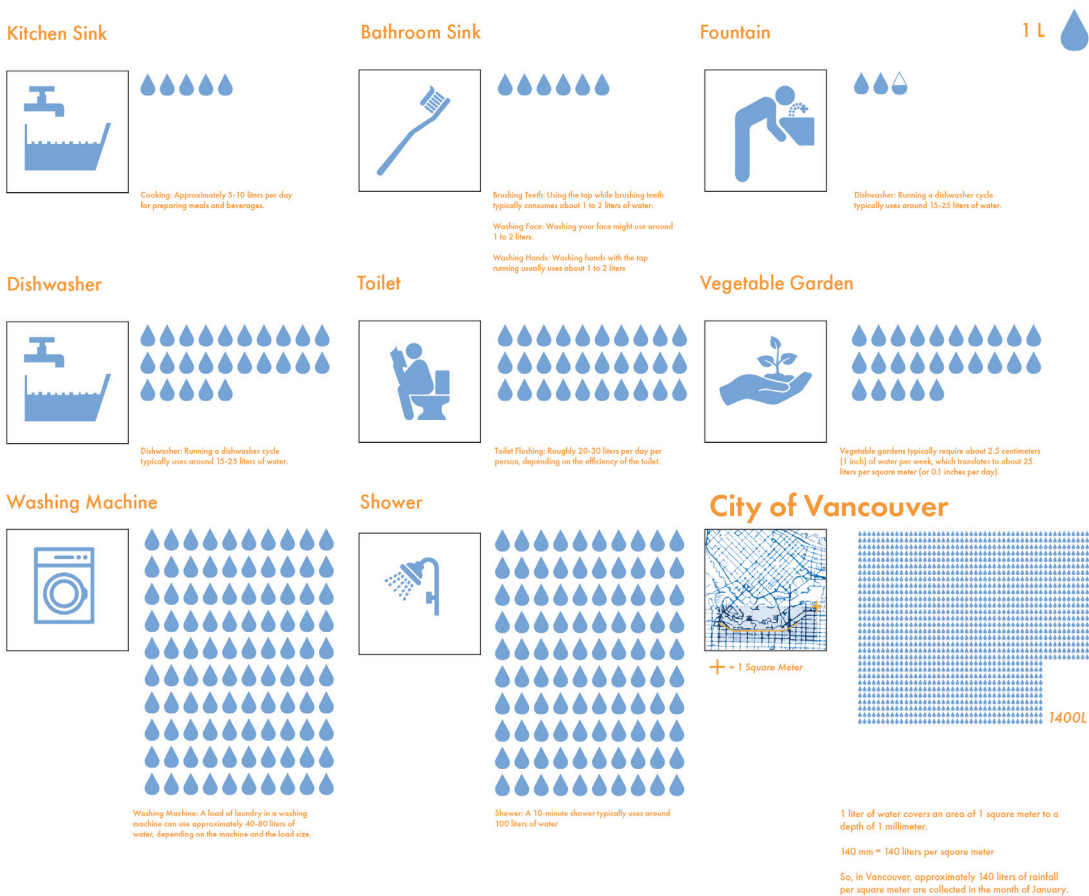 Kitchen Sink
Bathroom Sink
Fountain
1 L
Cooking: Approximately 5-10 liters per day
for preparing meals and beverages.
Brushing Teeth: Using the tap while brushing teeth
typically consumes about 1 to 2 liters of water.
Washing Face: Washing your face might use around
1 to 2 liters.
Washing Hands: Washing hands with the tap
running usually uses about 1 to 2 liters
Dishwasher: Running a dishwasher cycle
typically uses around 15-25 liters of water.
Dishwasher
Toilet
Vegetable Garden
Dishwasher: Running a dishwasher cycle
typically uses around 15-25 liters of water.
Toilet Flushing: Roughly 20-30 liters per day per
person, depending on the efficiency of the toilet.
Vegetable gardens typically require about 2.5 centimeters
(1 inch) of water per week, which translates to about 25
liters per square meter (or 0.1 inches per day).
Washing Machine
Shower
City of Vancouver
= 1 Square Meter
1400L
Washing Machine: A load of laundry in a washing
machine can use approximately 40-80 liters of
water, depending on the machine and the load size.
Shower: A 10-minute shower typically uses around
100 liters of water
1 liter of water covers an area of 1 square meter to a
depth of 1 millimeter.
140 mm = 140 liters per square meter
So, in Vancouver, approximately 140 liters of rainfall
per square meter are collected in the month of January.